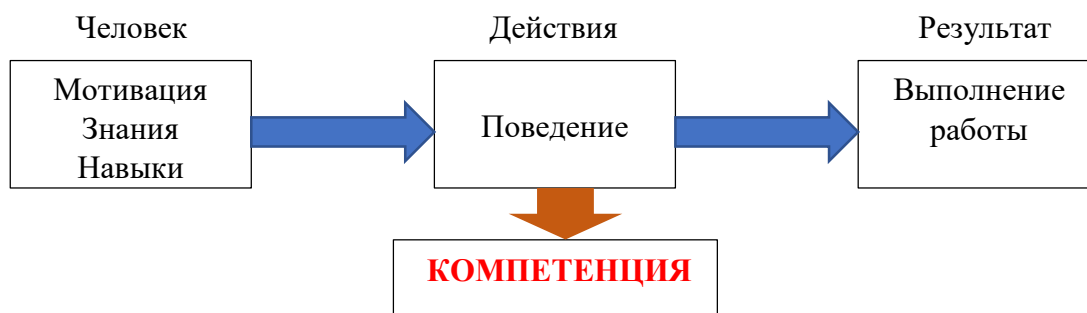 Человек
Действия
Результат
Мотивация
Знания
Навыки
Поведение
Выполнение
работы
КОМПЕТЕНЦИЯ